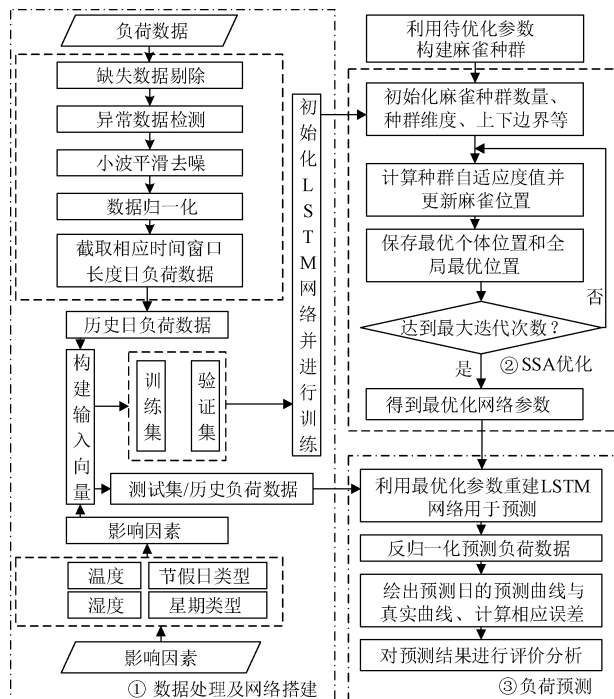 负荷数据
缺失数据剔除
异常数据检测
小波平滑去噪
数据归一化
截取相应时间窗口
长度日负荷数据
历史日负荷数据
构建输入向量
训练集
验证集
测试集/历史负荷数据
影响因素
温度
节假日类型
湿度
星期类型
影响因素
① 数据处理及网络搭建
初始化LSTM网络并进行训练
利用待优化参数
构建麻雀种群
初始化麻雀种群数量、
种群维度、上下边界等
计算种群自适应度值并
更新麻雀位置
保存最优个体位置和全
局最优位置
否
达到最大迭代次数？
是
②SSA优化
得到最优化网络参数
利用最优化参数重建LSTM
网络用于预测
反归一化预测负荷数据
绘出预测日的预测曲线与
真实曲线、计算相应误差
对预测结果进行评价分析
③负荷预测